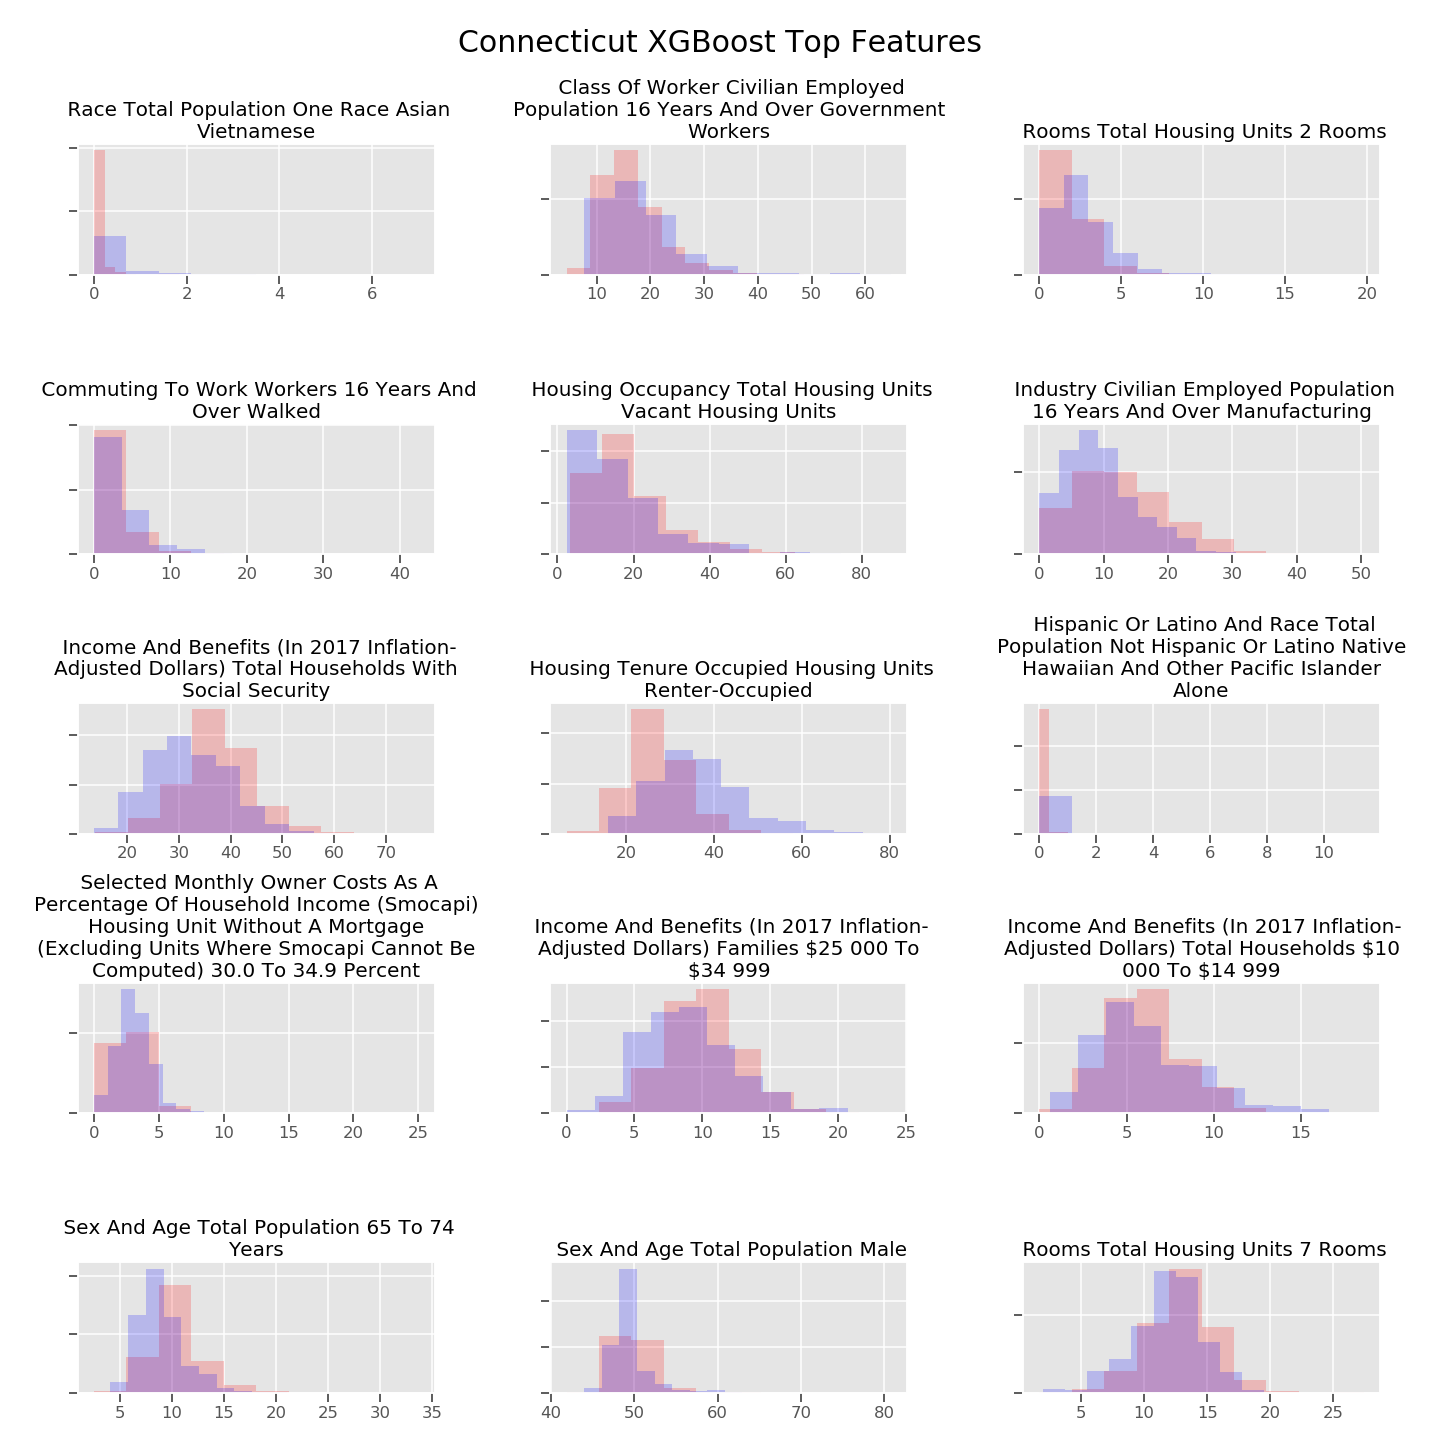 Connecticut XGBoost Top Features
Race Total Population One Race Asian
Vietnamese
0 2 4 6
Class Of Worker Civilian Employed
Population 16 Years And Over Government
Workers
10 20 30 40 50 60
Rooms Total Housing Units 2 Rooms
0 5 10 15 20
Commuting To Work Workers 16 Years And
Over Walked
0 10 20 30 40
Housing Occupancy Total Housing Units
Vacant Housing Units
0 20 40 60 80
Industry Civilian Employed Population
16 Years And Over Manufacturing
0 10 20 30 40 50
Income And Benefits (In 2017 Inflation-
Adjusted Dollars) Total Households With
Social Security
20 30 40 50 60 70
Housing Tenure Occupied Housing Units
Renter-Occupied
20 40 60 80
Hispanic Or Latino And Race Total
Population Not Hispanic Or Latino Native
Hawaiian And Other Pacific Islander
Alone
0 2 4 6 8 10
Selected Monthly Owner Costs As A
Percentage Of Household Income (Smocapi)
Housing Unit Without A Mortgage
(Excluding Units Where Smocapi Cannot Be
Computed) 30.0 To 34.9 Percent
0 5 10 15 20 25
Income And Benefits (In 2017 Inflation-
Adjusted Dollars) Families $25 000 To
$34 999
0 5 10 15 20 25
Income And Benefits (In 2017 Inflation-
Adjusted Dollars) Total Households $10
000 To $14 999
0 5 10 15
Sex And Age Total Population 65 To 74
Years
5 10 15 20 25 30 35
Sex And Age Total Population Male
40 50 60 70 80
Rooms Total Housing Units 7 Rooms
5 10 15 20 25